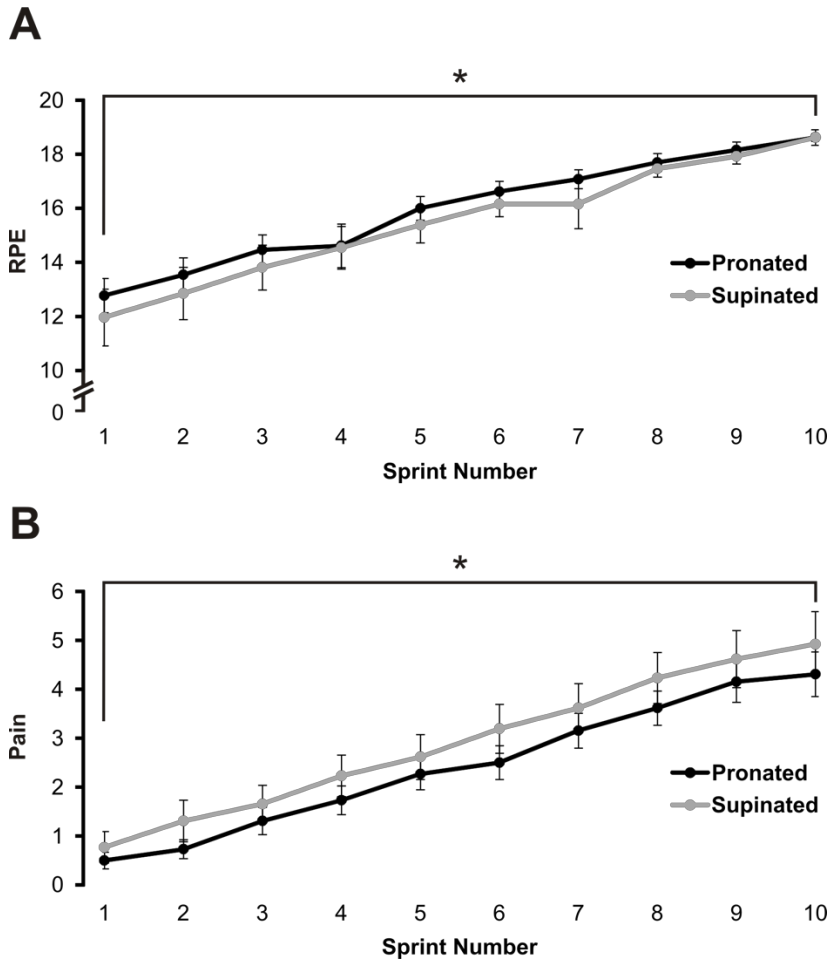 A
*
20
18
16
14
12
10
0
RPE
Pronated
Supinated
1 2 3 4 5 6 7 8 9 10
Sprint Number
B
*
6
5
4
3
2
1
0
Pain
Pronated
Supinated
1 2 3 4 5 6 7 8 9 10
Sprint Number